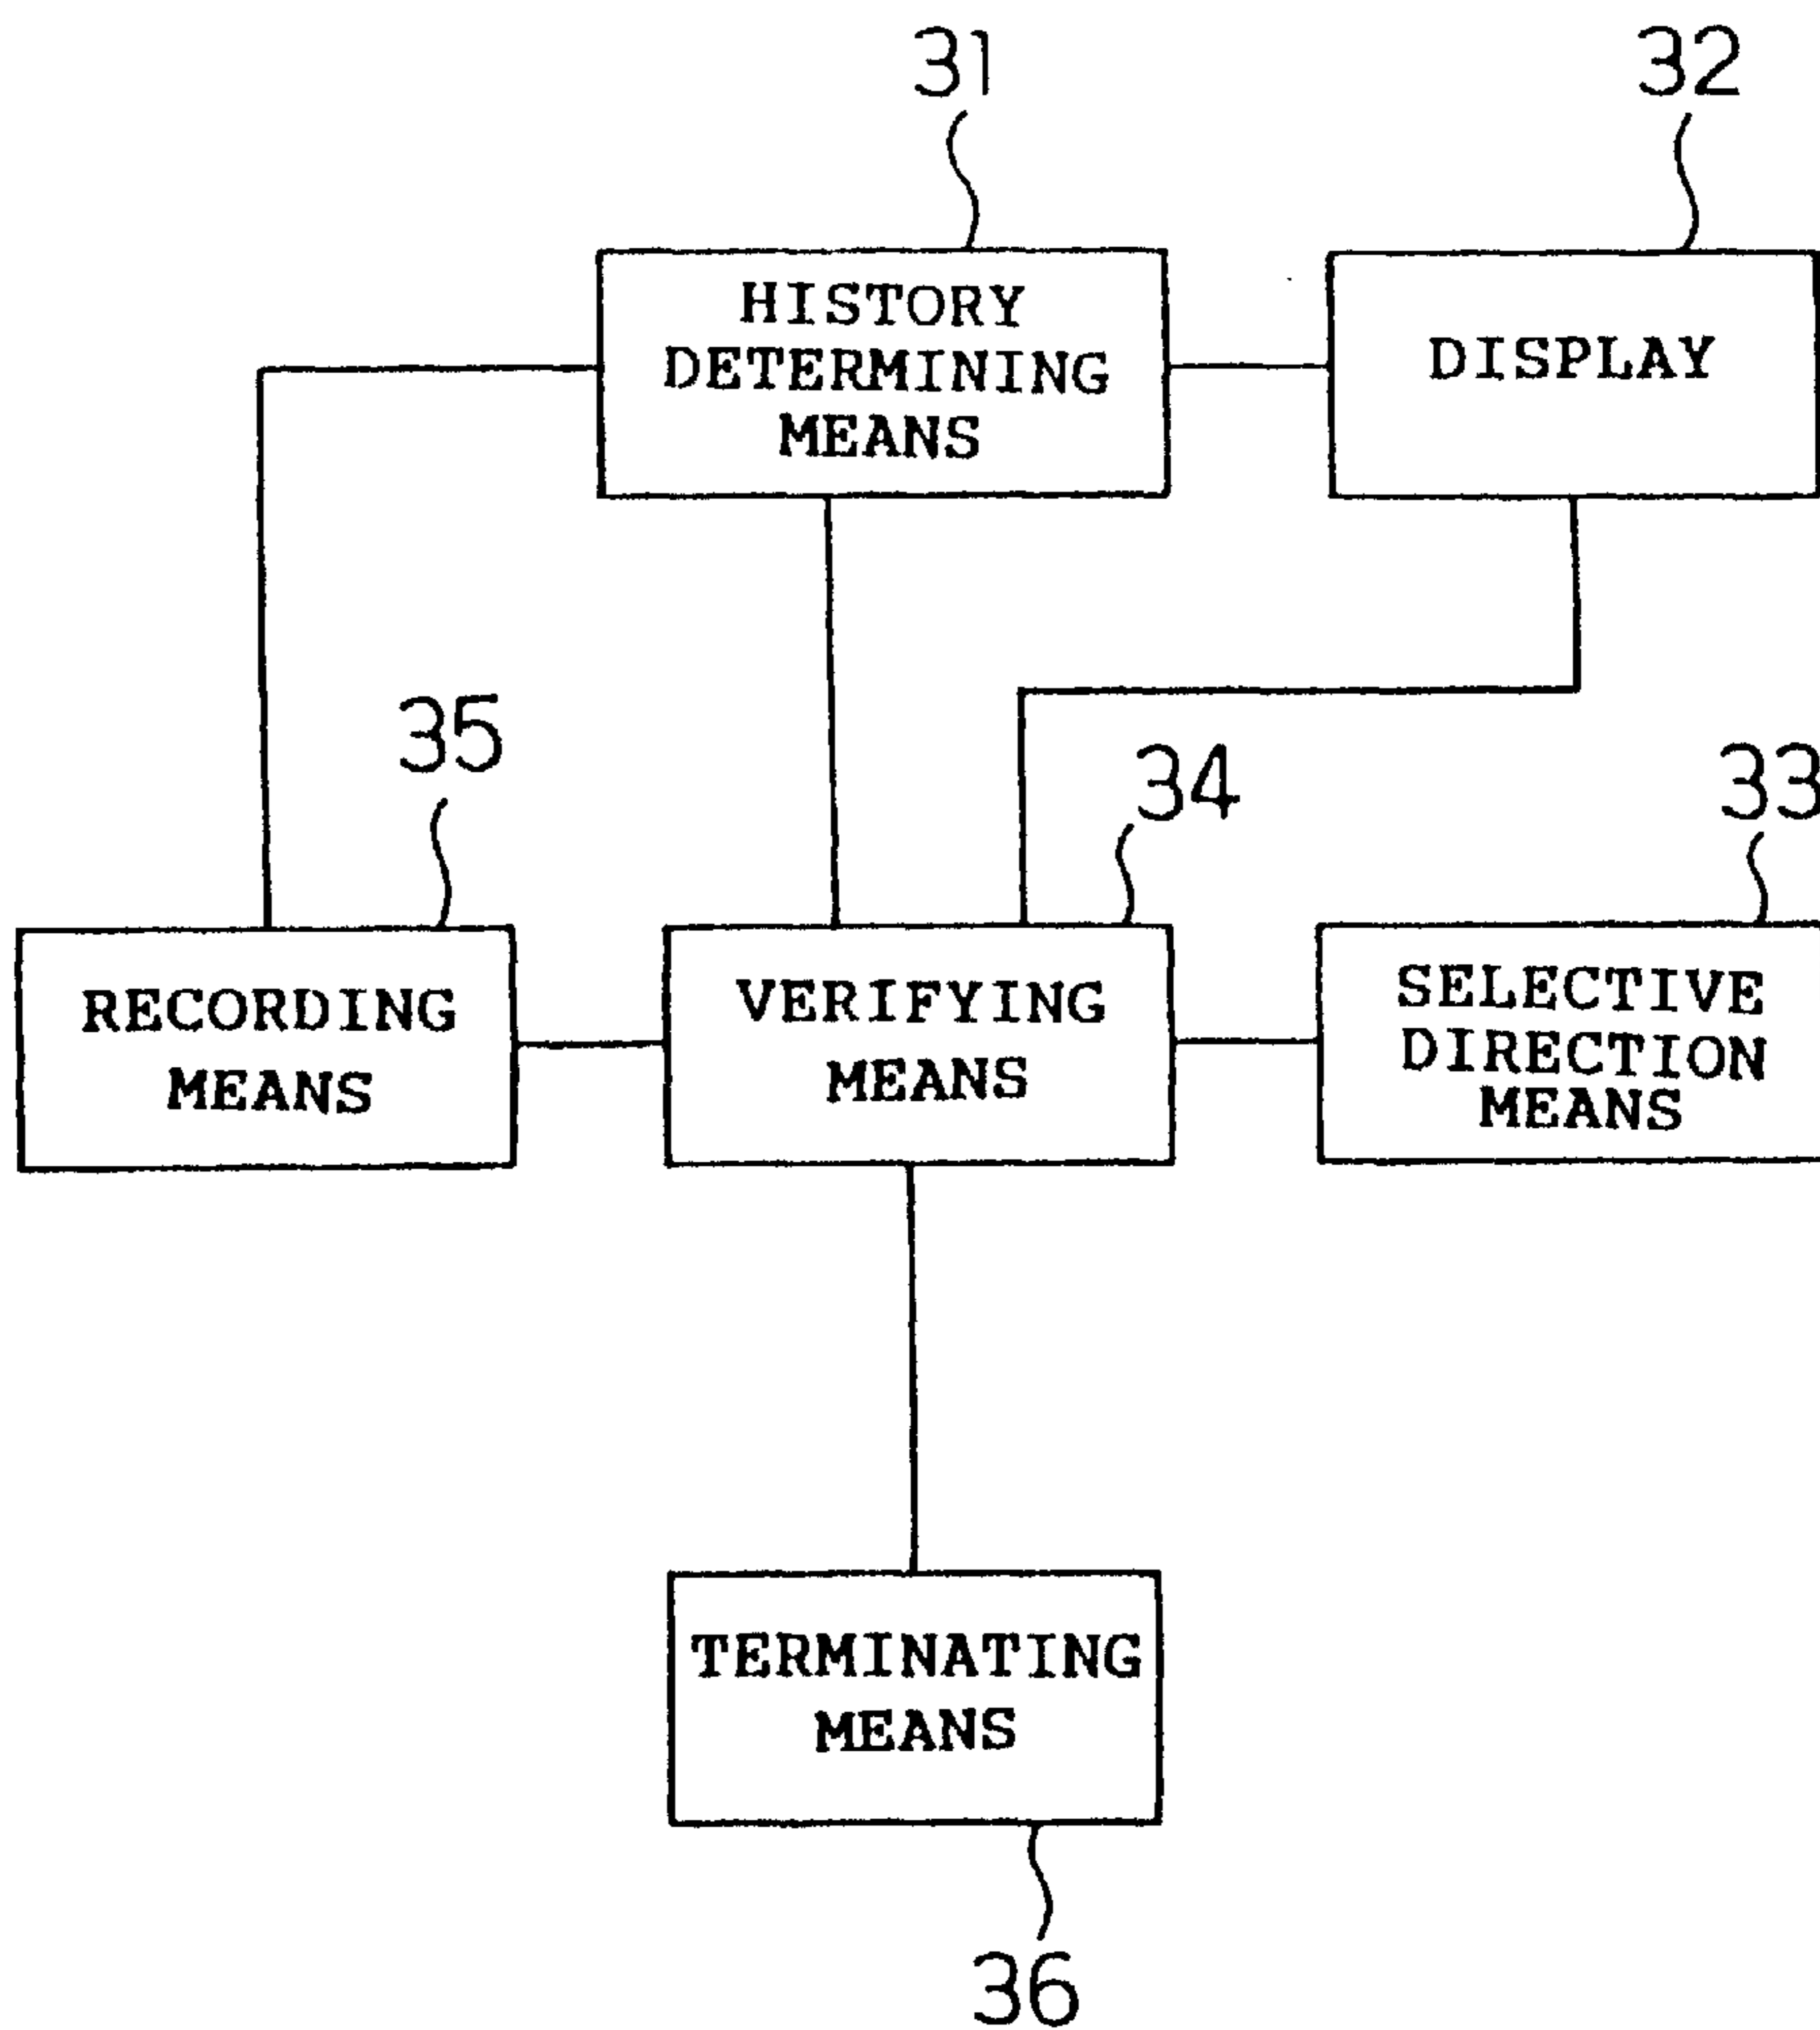 31
32
HISTORY
DETERMINING
MEANS
DISPLAY
35
34
33
RECORDING
MEANS
VERIFYING
MEANS
SELECTIVE
DIRECTION
MEANS
TERMINATING
MEANS
36